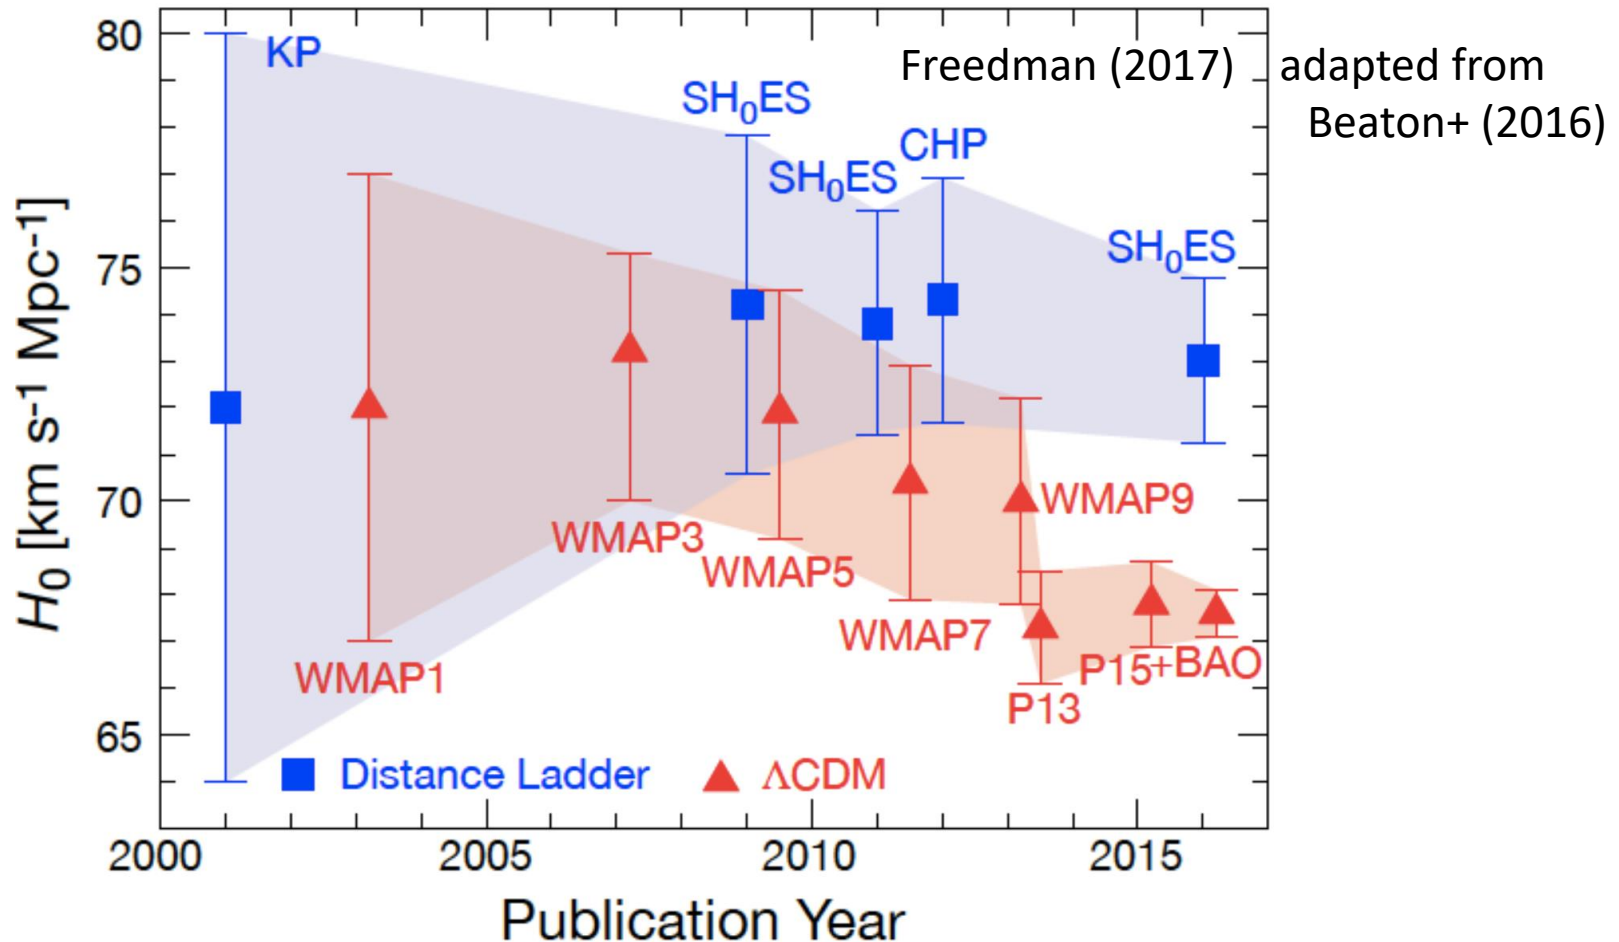 80
KP
Freedman (2017) adapted from
Beaton+ (2016)
SH₀ES
CHP
SH₀ES
SH₀ES
75
H₀ [km s⁻¹ Mpc⁻¹]
70
WMAP9
WMAP3
WMAP5
WMAP7
P15+BAO
WMAP1
P13
65
Distance Ladder
ΛCDM
2000 2005 2010 2015
Publication Year